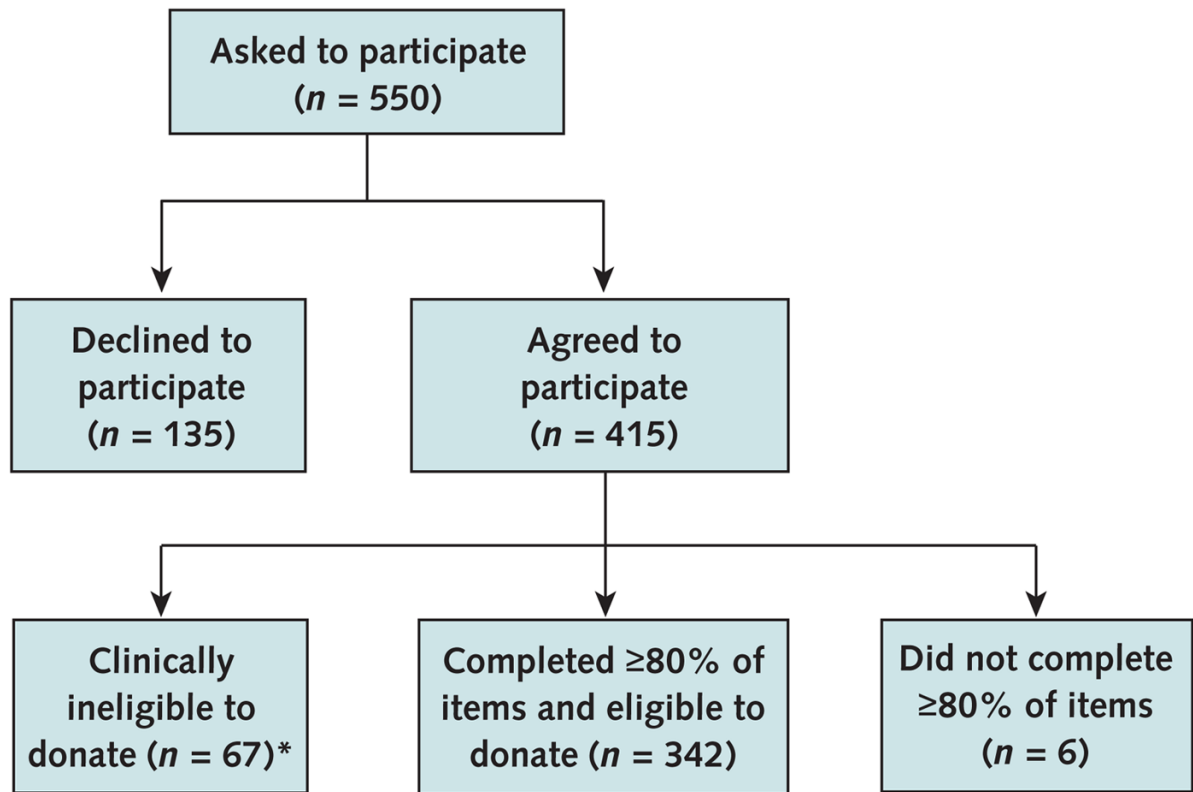 Asked to participate
(n = 550)
Declined to
participate
(n = 135)
Agreed to
participate
(n = 415)
Clinically
ineligible to
donate (n = 67)*
Completed ≥80% of
items and eligible to
donate (n = 342)
Did not complete
≥80% of items
(n = 6)